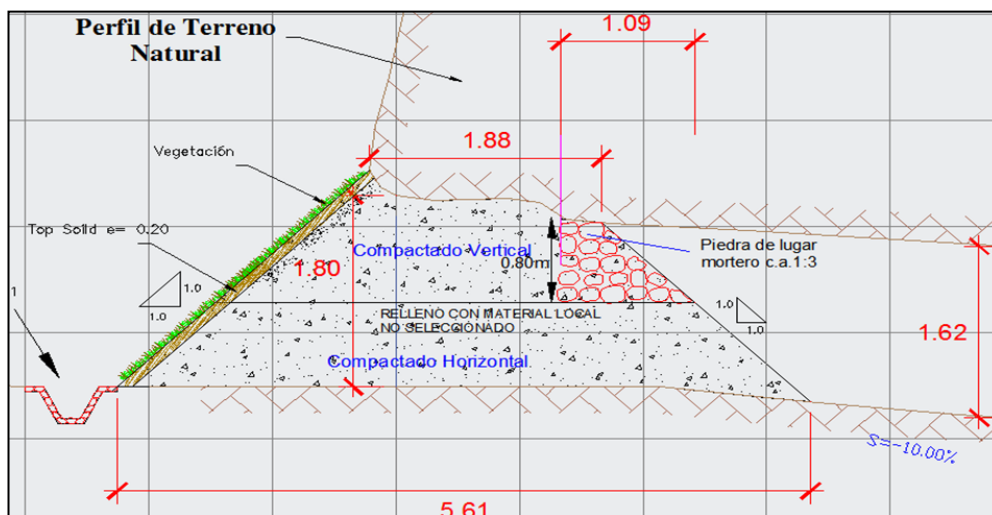 Perfil de Terreno
Natural
1.09
1.88
Vegetación
Top Solid e= 0.20
Compactado Vertical
0.80m
Piedra de lugar
mortero c.a.1:3
1.80
1.0
1.0
RELLENO CON MATERIAL LOCAL
NO SELECCIONADO
1.0
1.0
1
1.62
Compactado Horizontal.
S=-10.00%
5.61